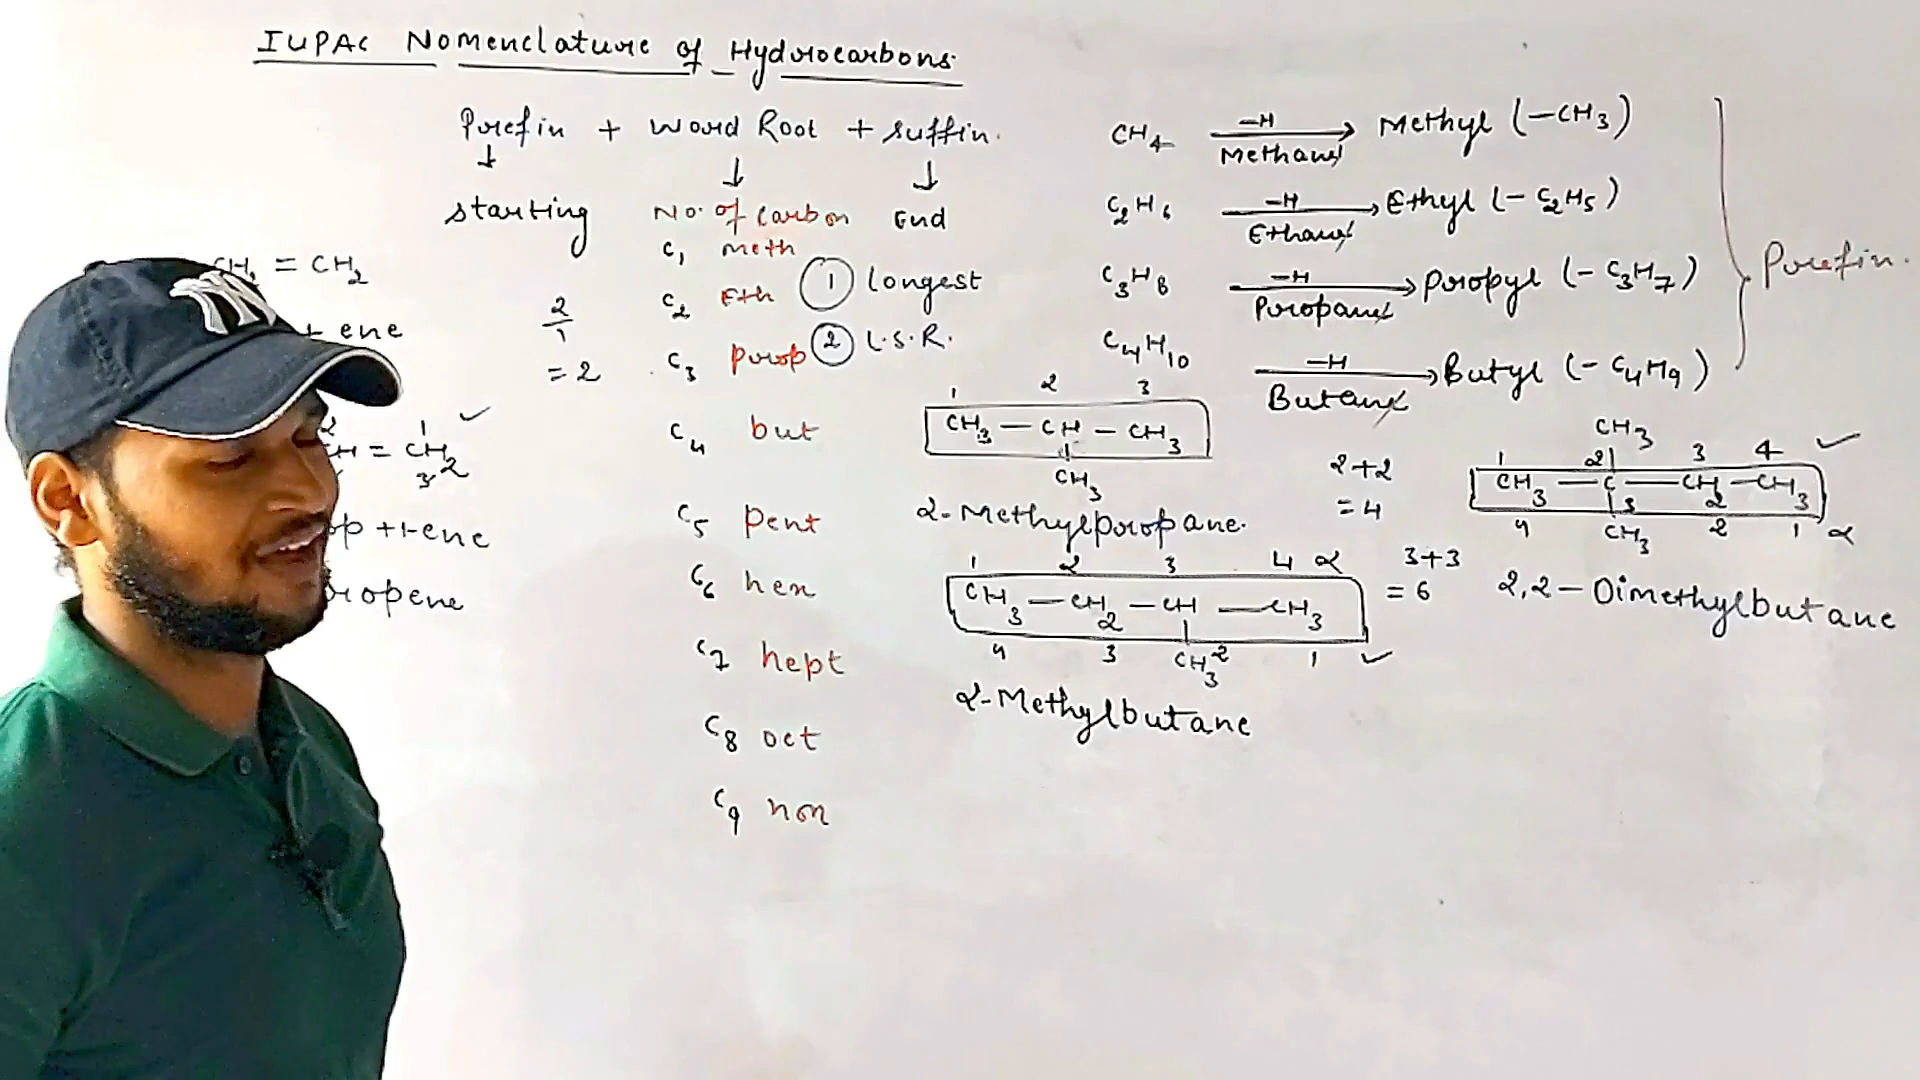 IUPAC Nomenclature of Hydrocarbons.
Prefix + Word Root + suffix.
↓ ↓ ↓
starting No. of carbon End
C1 meth
C2 Eth
C3 prop
C4 but
C5 pent
C6 hex
C7 hept
C8 oct
C9 non
① Longest
② L.S.R.
= CH2
+ ene
2/1
= 2
2 1
= CH2 ✓
3 2
+ ene
ropene
CH4 —H→ Methyl (-CH3)
Methane
C2H6 —H→ Ethyl (-C2H5)
Ethane
C3H8 —H→ Propyl (-C3H7)
Propane
C4H10 —H→ Butyl (-C4H9)
Butane
Prefix.
1 2 3
CH3 — CH — CH3
CH3
2-Methylpropane.
1 2 3 4 α
CH3 — CH2 — CH — CH3
4 3 CH3 2 1 ✓
2-Methylbutane
2+2
= 4
3+3
= 6
CH3
1 2 3 4 ✓
CH3 — C — CH2 — CH3
4 3 2 1 α
CH3
2,2-Dimethylbutane